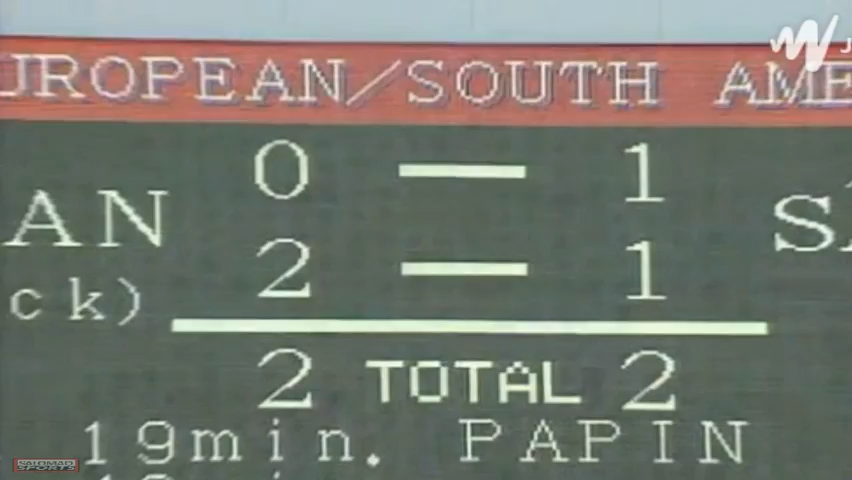 UROPEAN/SOUTH AME
0 — 1
AN S
2 — 1
ck)
2 TOTAL 2
19min. PAPIN